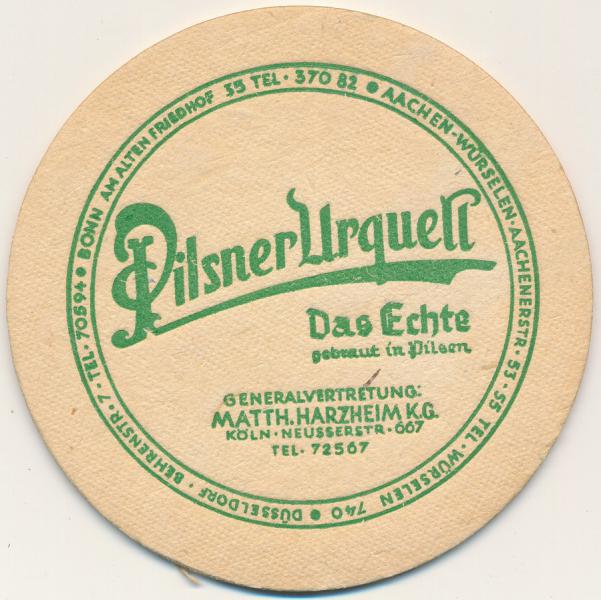 Pilsner Urquell
Das Echte
gebraut in Pilsen
GENERALVERTRETUNG:
MATTH. HARZHEIM K.G.
KÖLN · NEUSSERSTR · 667
TEL · 72567
BONN AM ALTEN FRIEDHOF 35 TEL · 370 82 • AACHEN-WÜRSELEN · AACHENERSTR · 53-55 TEL · WÜRSELEN 740 • DÜSSELDORF · BEHRENSTR · 7 · TEL · 70594 •